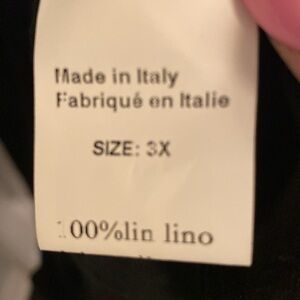 Made in Italy
Fabriqué en Italie
SIZE: 3X
100%lin lino